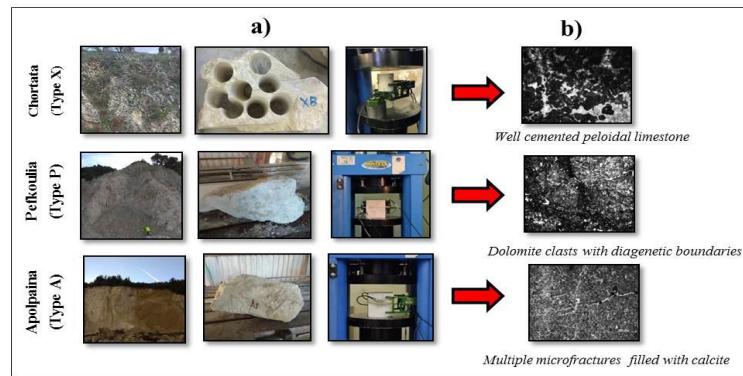 a)
b)
Chortata
(Type X)
XB
Well cemented peloidal limestone
Pefkoulia
(Type P)
Dolomite clasts with diagenetic boundaries
Apolpaina
(Type A)
Multiple microfractures filled with calcite